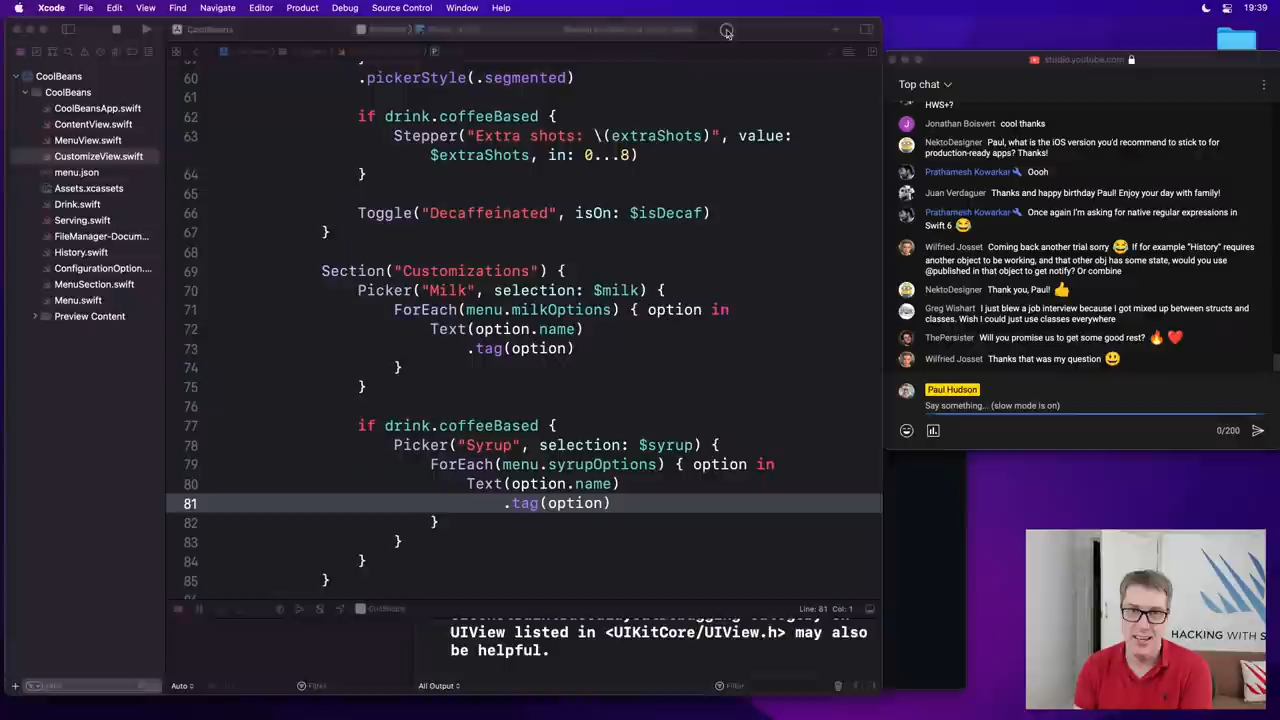 Xcode File Edit View Find Navigate Editor Product Debug Source Control Window Help 19:39
CoolBeans
CoolBeans
CoolBeans
CoolBeansApp.swift
ContentView.swift
MenuView.swift
CustomizeView.swift
menu.json
Assets.xcassets
Drink.swift
Serving.swift
FileManager-Docum...
History.swift
ConfigurationOption....
MenuSection.swift
Menu.swift
Preview Content
60 .pickerStyle(.segmented)
61
62 if drink.coffeeBased {
63 Stepper("Extra shots: \(extraShots)", value:
$extraShots, in: 0...8)
64 }
65
66 Toggle("Decaffeinated", isOn: $isDecaf)
67 }
68
69 Section("Customizations") {
70 Picker("Milk", selection: $milk) {
71 ForEach(menu.milkOptions) { option in
72 Text(option.name)
73 .tag(option)
74 }
75 }
76
77 if drink.coffeeBased {
78 Picker("Syrup", selection: $syrup) {
79 ForEach(menu.syrupOptions) { option in
80 Text(option.name)
81 .tag(option)
82 }
83 }
84 }
85 }
CoolBeans
Line: 81 Col: 1
UIView listed in <UIKitCore/UIView.h> may also
be helpful.
Auto
Filter
All Output
Filter
studio.youtube.com
Top chat
HWS+?
Jonathan Boisvert cool thanks
NektoDesigner Paul, what is the iOS version you'd recommend to stick to for
production-ready apps? Thanks!
Prathamesh Kowarkar Oooh
Juan Verdaguer Thanks and happy birthday Paul! Enjoy your day with family!
Prathamesh Kowarkar Once again I'm asking for native regular expressions in
Swift 6
Wilfried Josset Coming back another trial sorry If for example "History" requires
another object to be working, and that other obj has some state, would you use
@published in that object to get notify? Or combine
NektoDesigner Thank you, Paul!
Greg Wishart I just blew a job interview because I got mixed up between structs and
classes. Wish I could just use classes everywhere
ThePersister Will you promise us to get some good rest?
Wilfried Josset Thanks that was my question
Paul Hudson
Say something... (slow mode is on)
0/200
HACKING WITH S